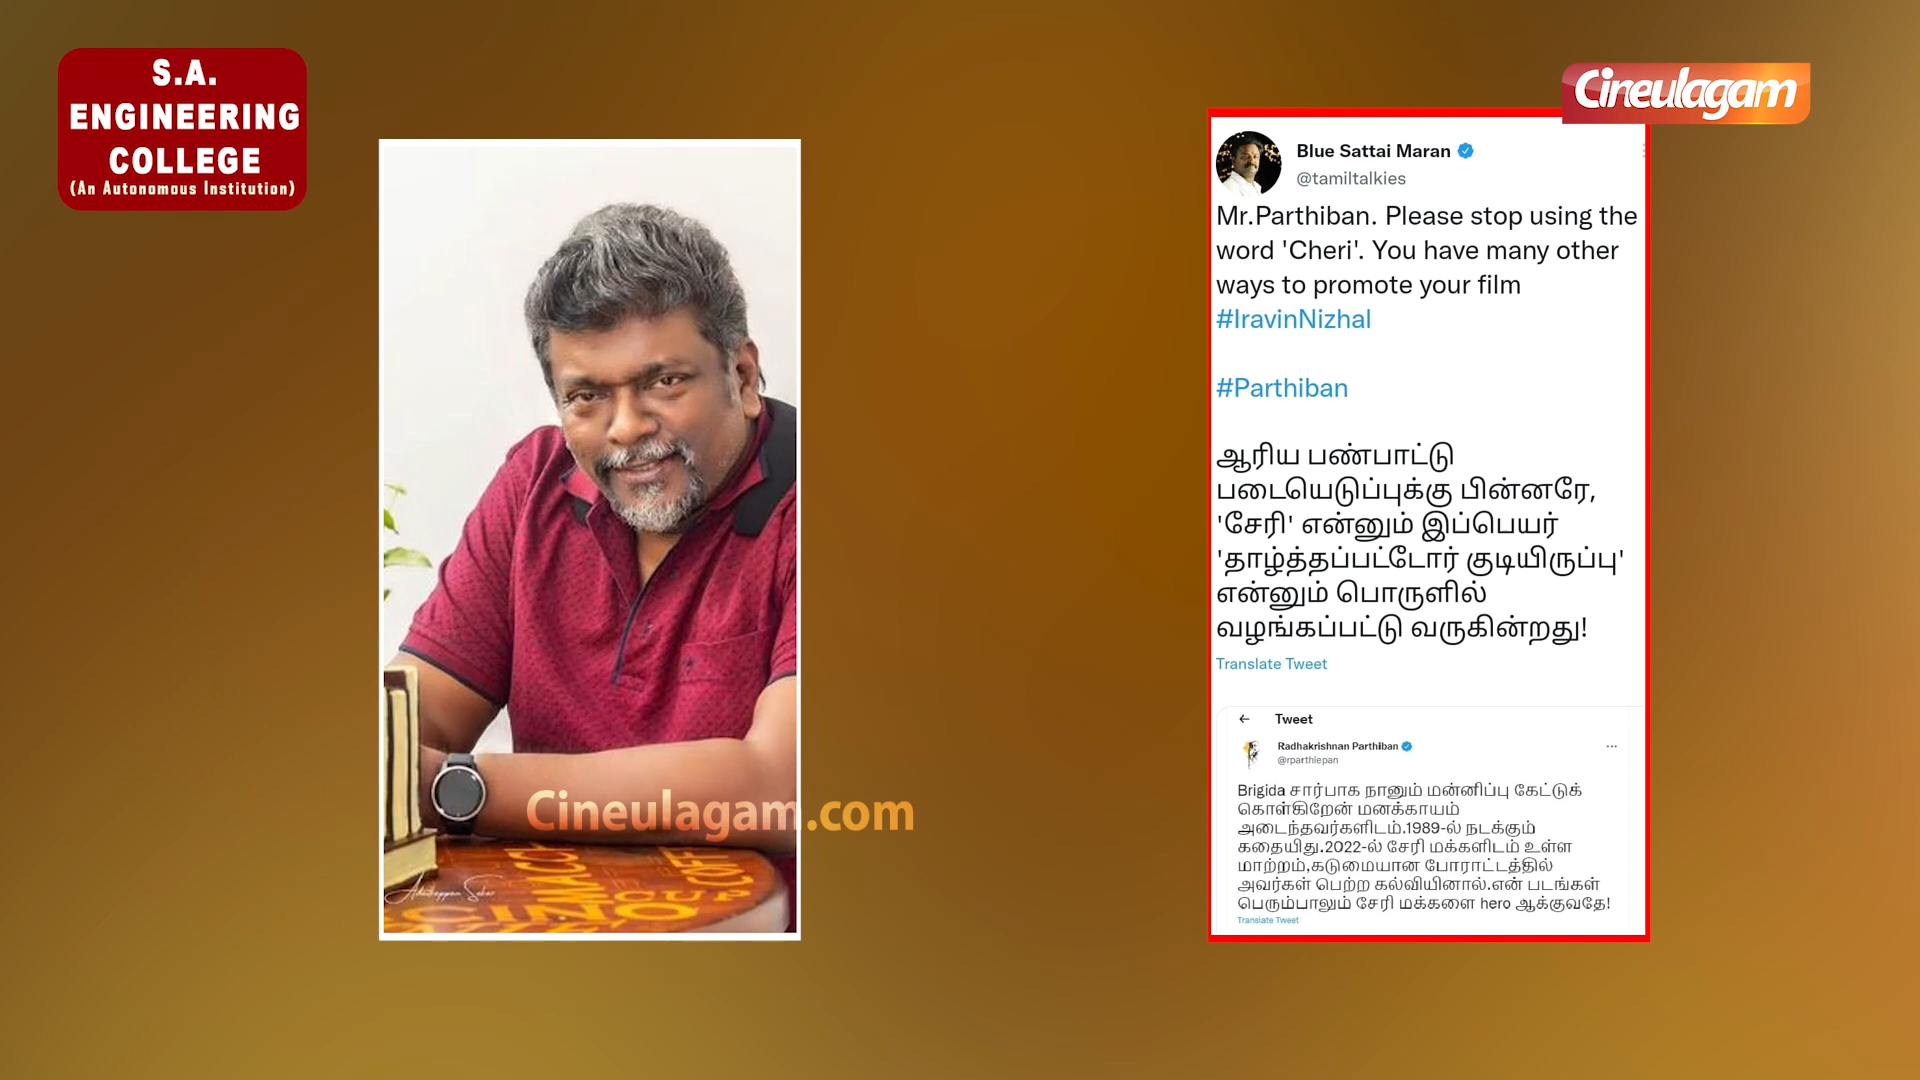 S.A.
ENGINEERING
COLLEGE
(An Autonomous Institution)
Cineulagam
Blue Sattai Maran
@tamiltalkies
Mr.Parthiban. Please stop using the
word 'Cheri'. You have many other
ways to promote your film
#IravinNizhal
#Parthiban
ஆரிய பண்பாட்டு
படையெடுப்புக்கு பின்னரே,
'சேரி' என்னும் இப்பெயர்
'தாழ்த்தப்பட்டோர் குடியிருப்பு'
என்னும் பொருளில்
வழங்கப்பட்டு வருகின்றது!
Translate Tweet
Tweet
Radhakrishnan Parthiban
@rparthiepan
Brigida சார்பாக நானும் மன்னிப்பு கேட்டுக்
கொள்கிறேன் மனக்காயம்
அடைந்தவர்களிடம்.1989-ல் நடக்கும்
கதையிது.2022-ல் சேரி மக்களிடம் உள்ள
மாற்றம்,கடுமையான போராட்டத்தில்
அவர்கள் பெற்ற கல்வியினால்.என் படங்கள்
பெரும்பாலும் சேரி மக்களை hero ஆக்குவதே!
Translate Tweet
Cineulagam.com